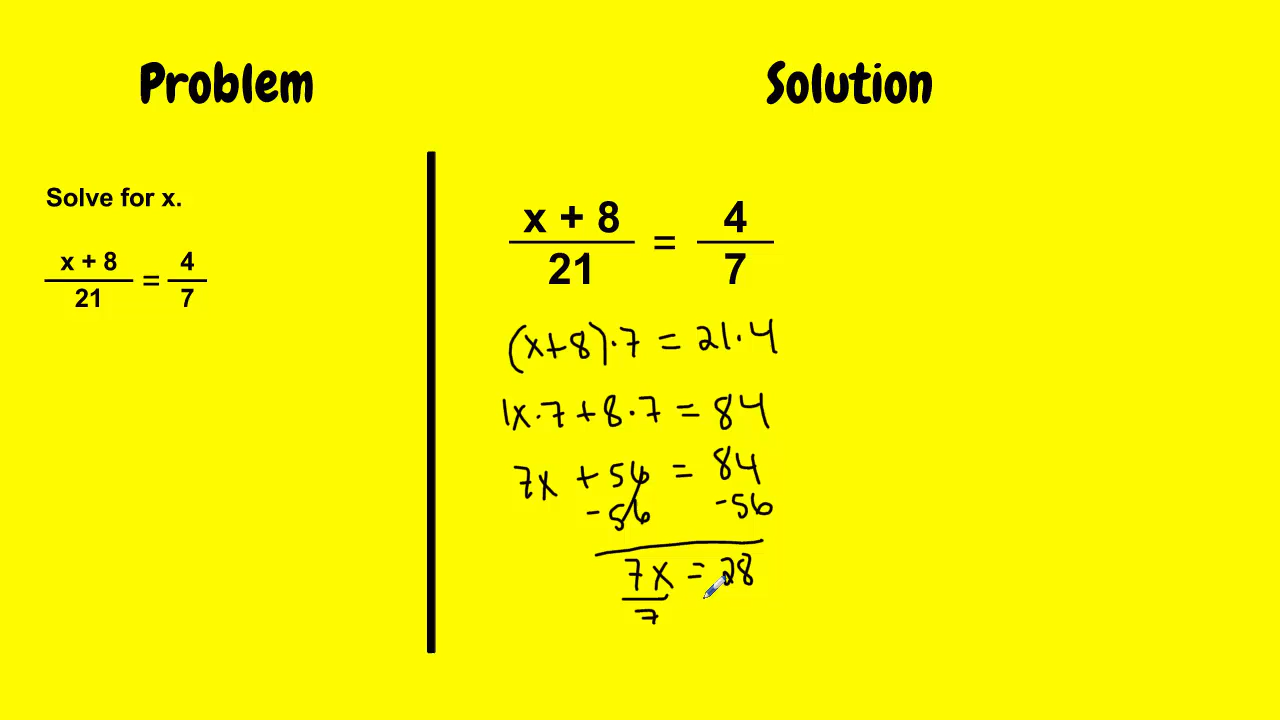 Problem
Solution
Solve for x.
x + 8 / 21 = 4 / 7
x + 8 / 21 = 4 / 7
(x+8)·7 = 21·4
1x·7 + 8·7 = 84
7x + 56 = 84
-56 -56
7x = 28
7